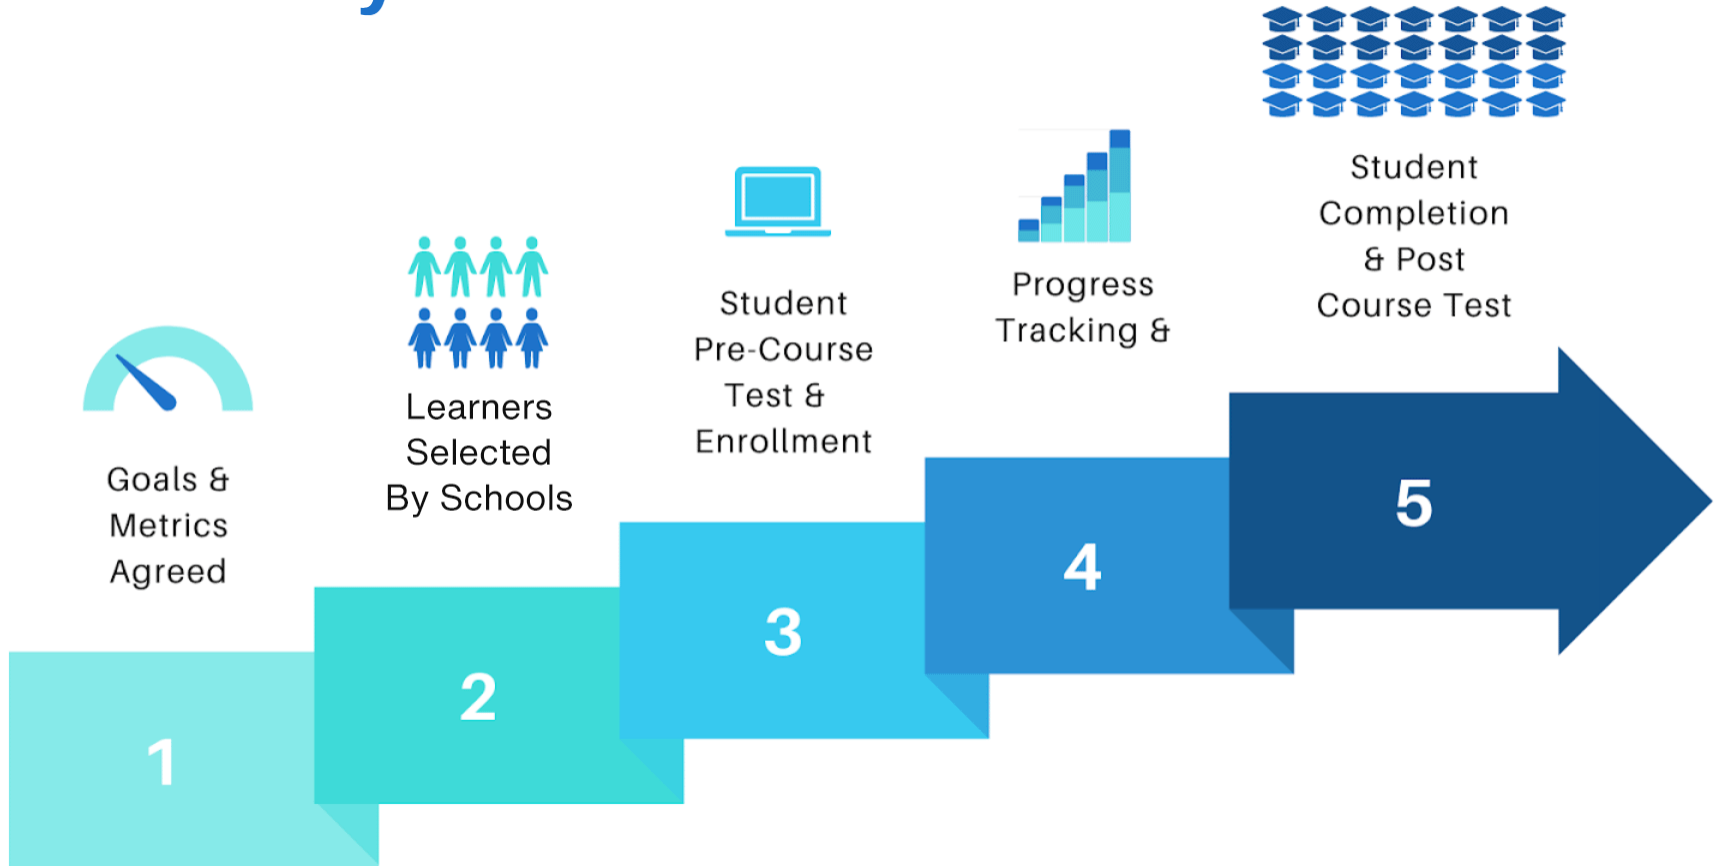 Goals &
Metrics
Agreed
Learners
Selected
By Schools
Student
Pre-Course
Test &
Enrollment
Progress
Tracking &
Student
Completion
& Post
Course Test
1
2
3
4
5